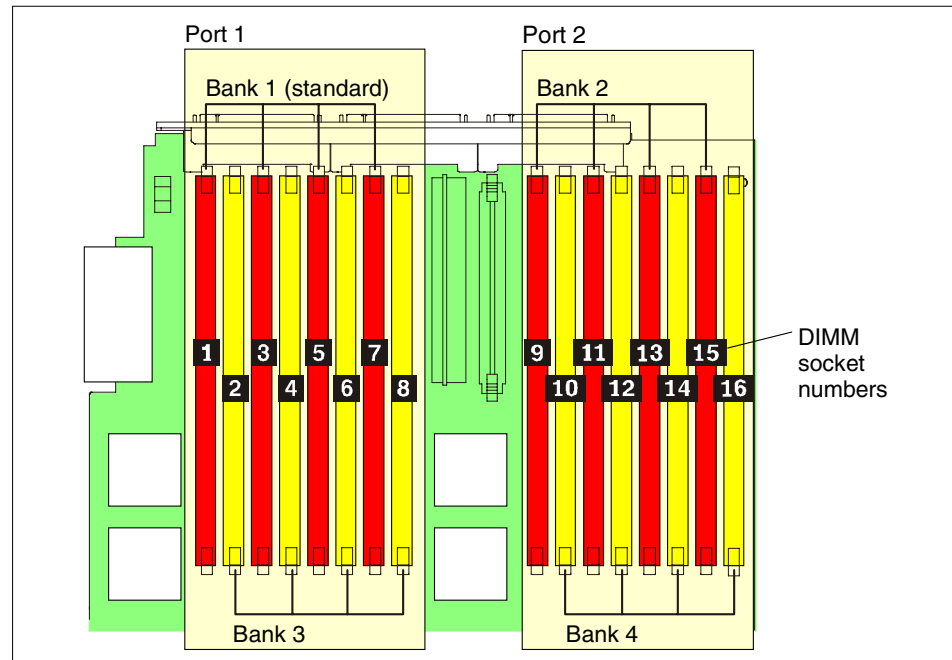 Port 1
Port 2
Bank 1 (standard)
Bank 2
1
3
5
7
9
11
13
15
2
4
6
8
10
12
14
16
DIMM
socket
numbers
Bank 3
Bank 4